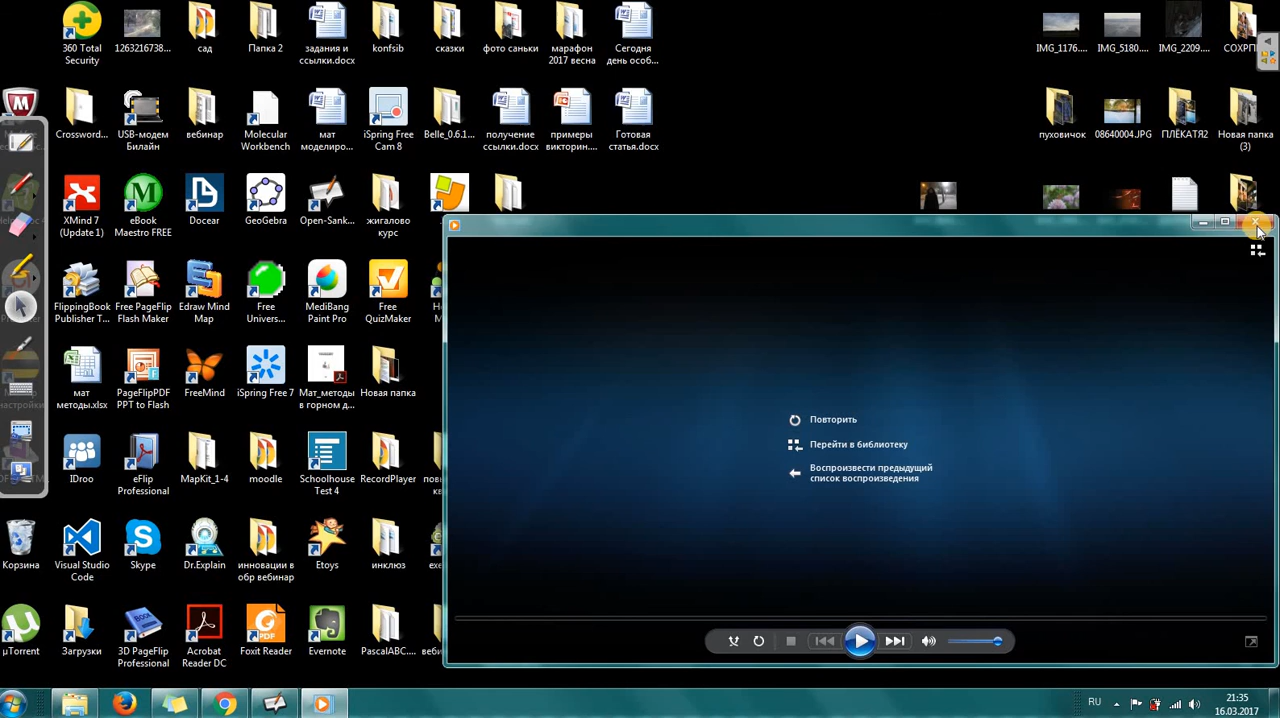 360 Total
Security
1263216738...
сад
Папка 2
задания и
ссылки.docx
konfsib
сказки
фото саньки
марафон
2017 весна
Сегодня
день особ...
IMG_1176....
IMG_5180....
IMG_2209....
Crossword...
USB-модем
Билайн
вебинар
Molecular
Workbench
мат
моделиро...
iSpring Free
Cam 8
Belle_0.6.1...
получение
ссылки.docx
примеры
викторин....
Готовая
статья.docx
пуховичок
08640004.JPG
ПЛЁКАТЯ2
Новая папка
(3)
XMind 7
(Update 1)
eBook
Maestro FREE
Docear
GeoGebra
Open-Sank...
жигалово
курс
FlippingBook
Publisher T...
Free PageFlip
Flash Maker
Edraw Mind
Map
Free
Univers...
MediBang
Paint Pro
Free
QuizMaker
мат
методы.xlsx
PageFlipPDF
PPT to Flash
FreeMind
iSpring Free 7
Мат_методы
в горном д...
Новая папка
Повторить
Перейти в библиотеку
Воспроизвести предыдущий
список воспроизведения
IDroo
eFlip
Professional
MapKit_1-4
moodle
Schoolhouse
Test 4
RecordPlayer
Корзина
Visual Studio
Code
Skype
Dr.Explain
инновации в
обр вебинар
Etoys
инклюз
µTorrent
Загрузки
3D PageFlip
Professional
Acrobat
Reader DC
Foxit Reader
Evernote
PascalABC....
RU
21:35
16.03.2017